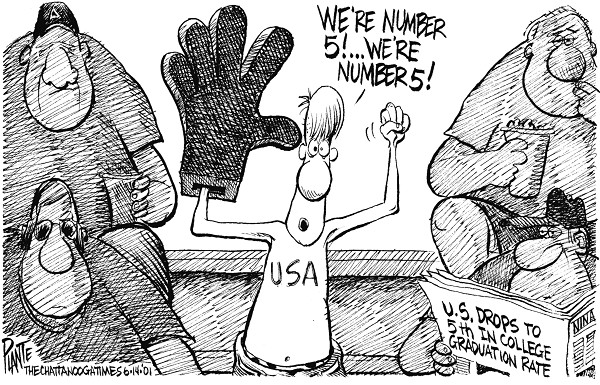 WE'RE NUMBER
5!...WE'RE
NUMBER 5!
USA
U.S. DROPS TO
5th IN COLLEGE
GRADUATION RATE
NINA
PLANTE
THE CHATTANOOGA TIMES 6·14·01